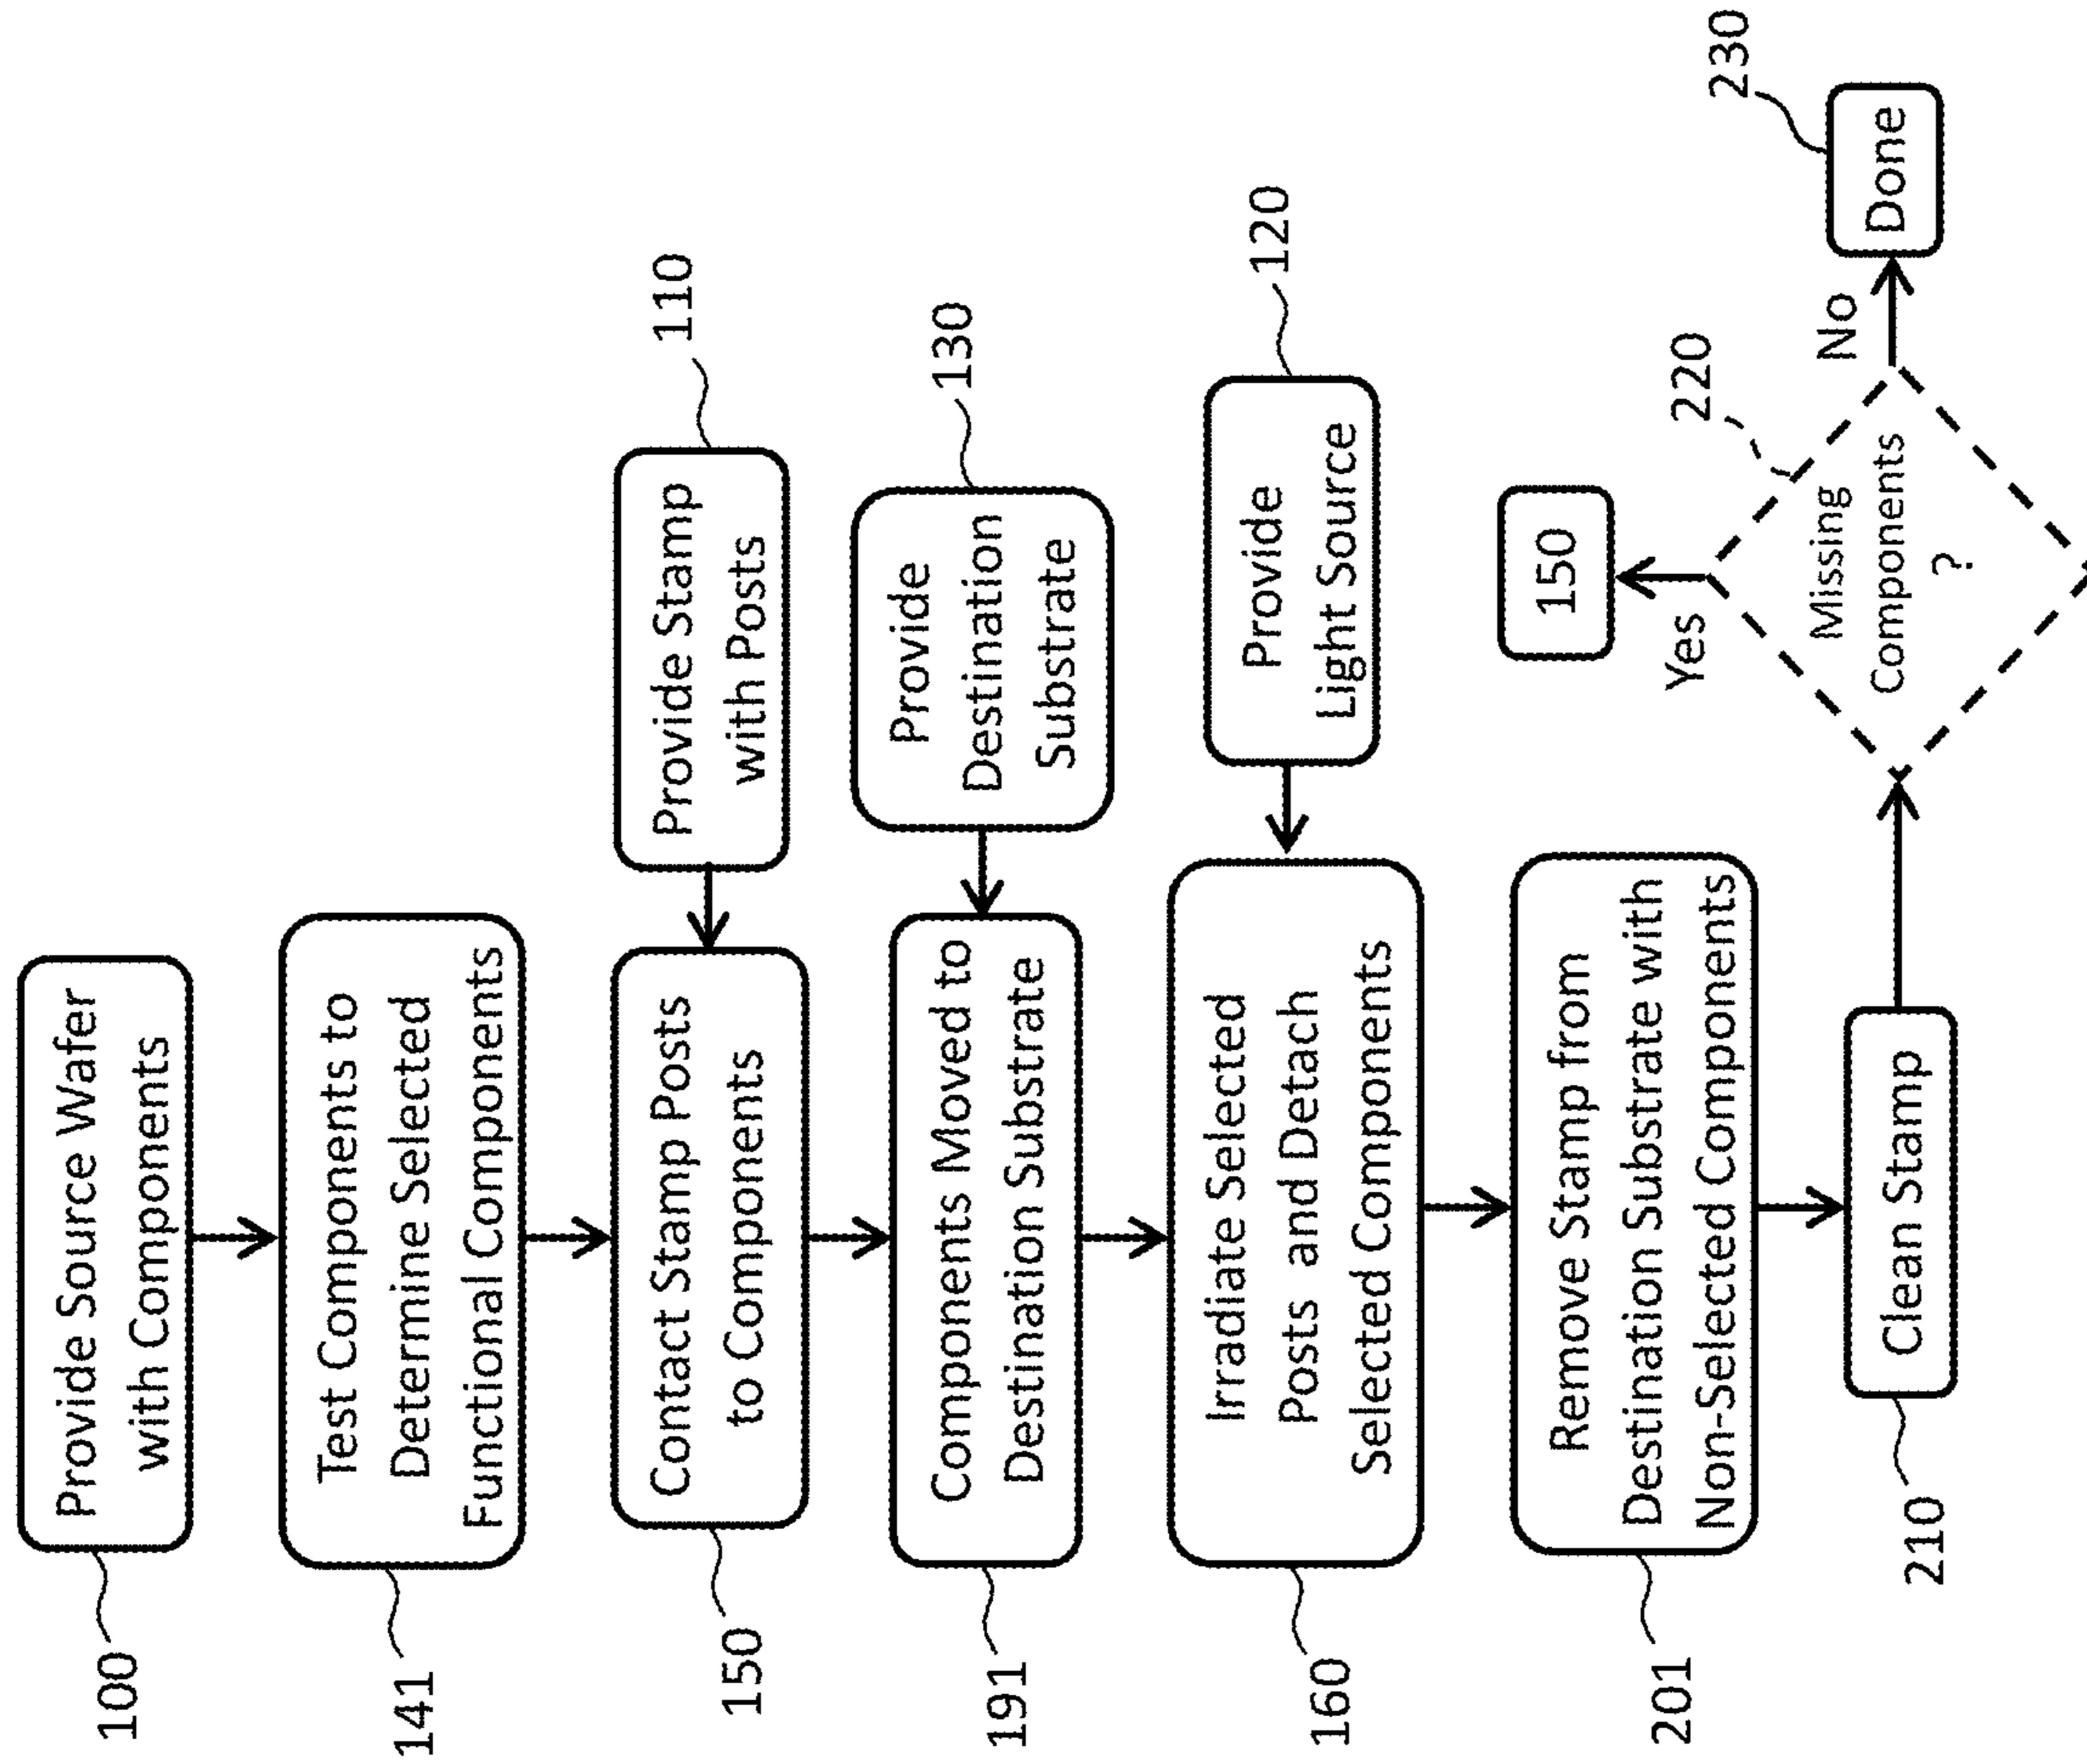 100
Provide Source Wafer
with Components
141
Test Components to
Determine Selected
Functional Components
110
Provide Stamp
with Posts
150
Contact Stamp Posts
to Components
130
Provide
Destination
Substrate
191
Components Moved to
Destination Substrate
120
Provide
Light Source
160
Irradiate Selected
Posts and Detach
Selected Components
201
Remove Stamp from
Destination Substrate with
Non-Selected Components
210
Clean Stamp
220
Missing
Components
?
Yes
150
No
230
Done